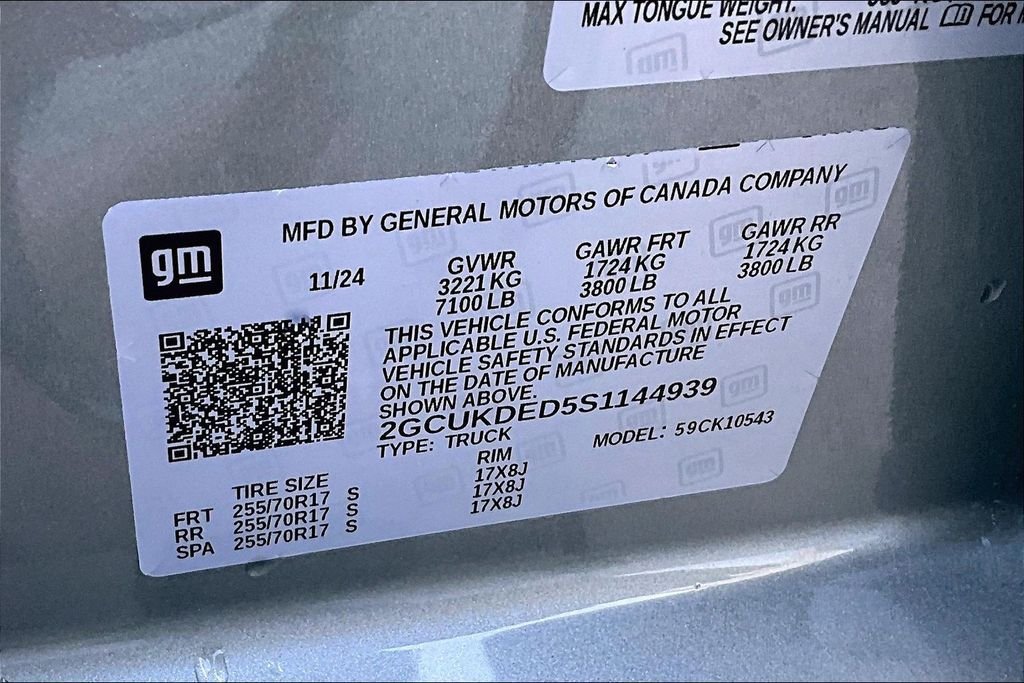 MAX TONGUE WEIGHT:
SEE OWNER'S MANUAL FOR
gm
MFD BY GENERAL MOTORS OF CANADA COMPANY
11/24
GVWR GAWR FRT GAWR RR
3221 KG 1724 KG 1724 KG
7100 LB 3800 LB 3800 LB
THIS VEHICLE CONFORMS TO ALL
APPLICABLE U.S. FEDERAL MOTOR
VEHICLE SAFETY STANDARDS IN EFFECT
ON THE DATE OF MANUFACTURE
SHOWN ABOVE.
2GCUKDED5S1144939
TYPE: TRUCK MODEL: 59CK10543
TIRE SIZE RIM
FRT 255/70R17 S 17X8J
RR 255/70R17 S 17X8J
SPA 255/70R17 S 17X8J